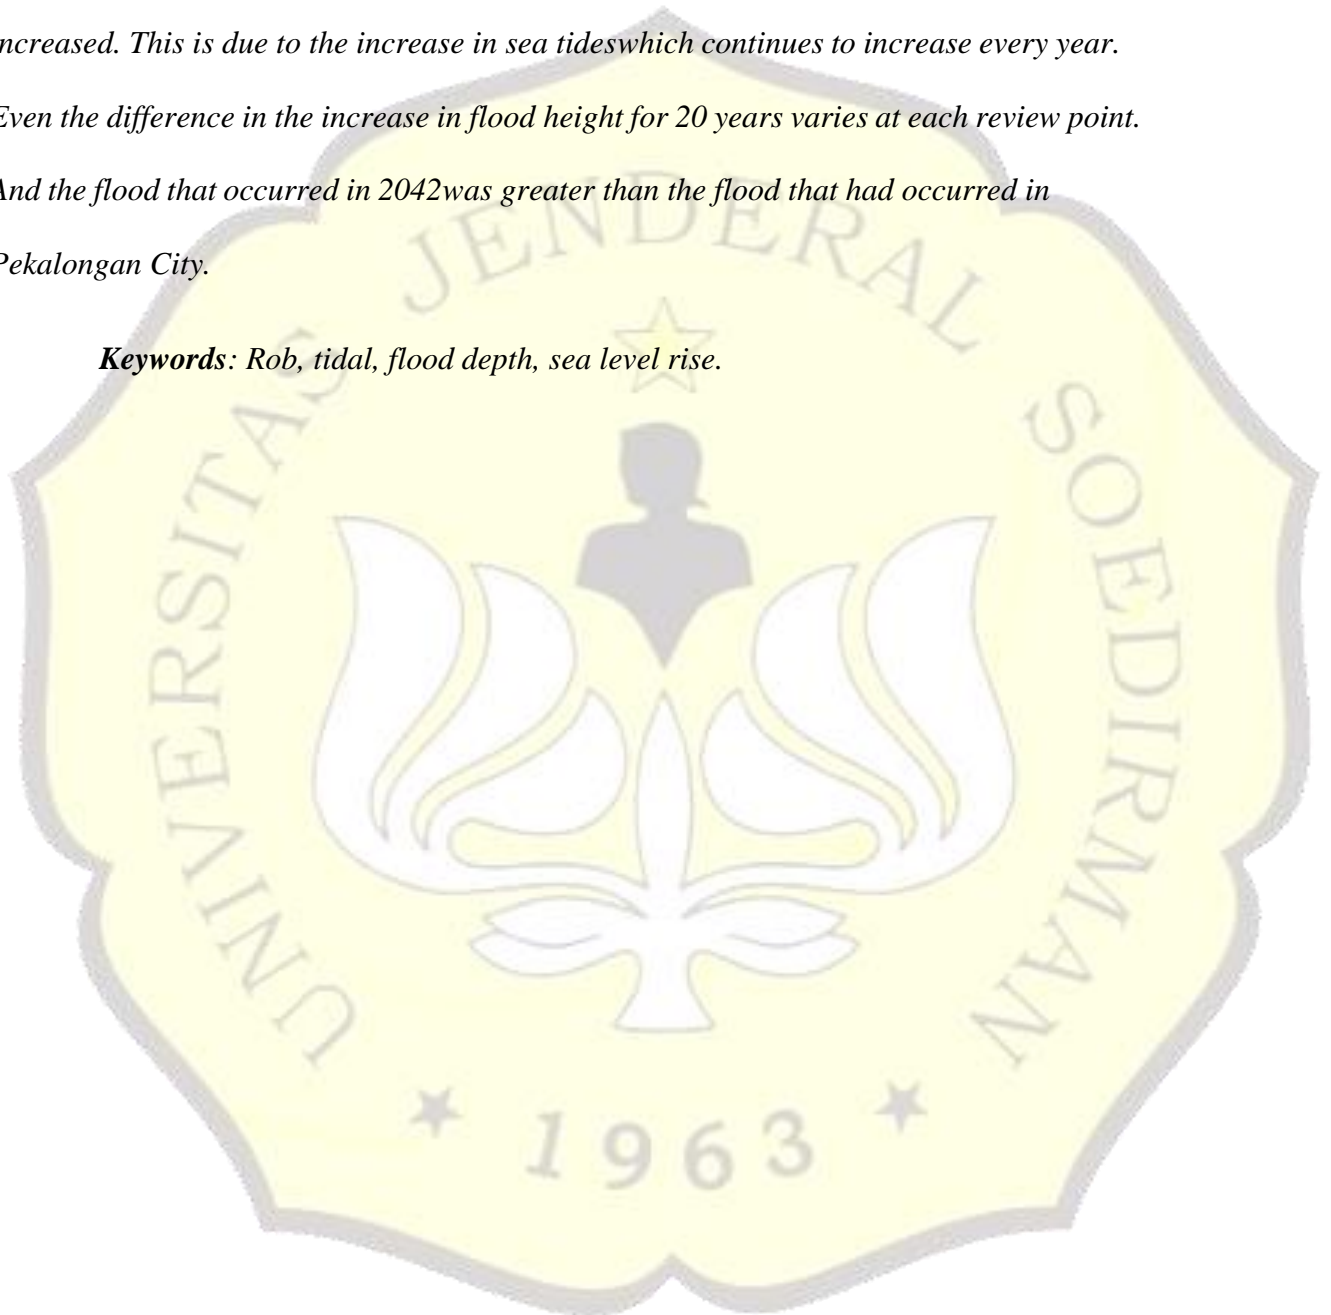 increased. This is due to the increase in sea tideswhich continues to increase every year.
Even the difference in the increase in flood height for 20 years varies at each review point.
And the flood that occurred in 2042was greater than the flood that had occurred in
Pekalongan City.
Keywords: Rob, tidal, flood depth, sea level rise.
UNIVERSITAS JENDERAL SOEDIRMAN
1963